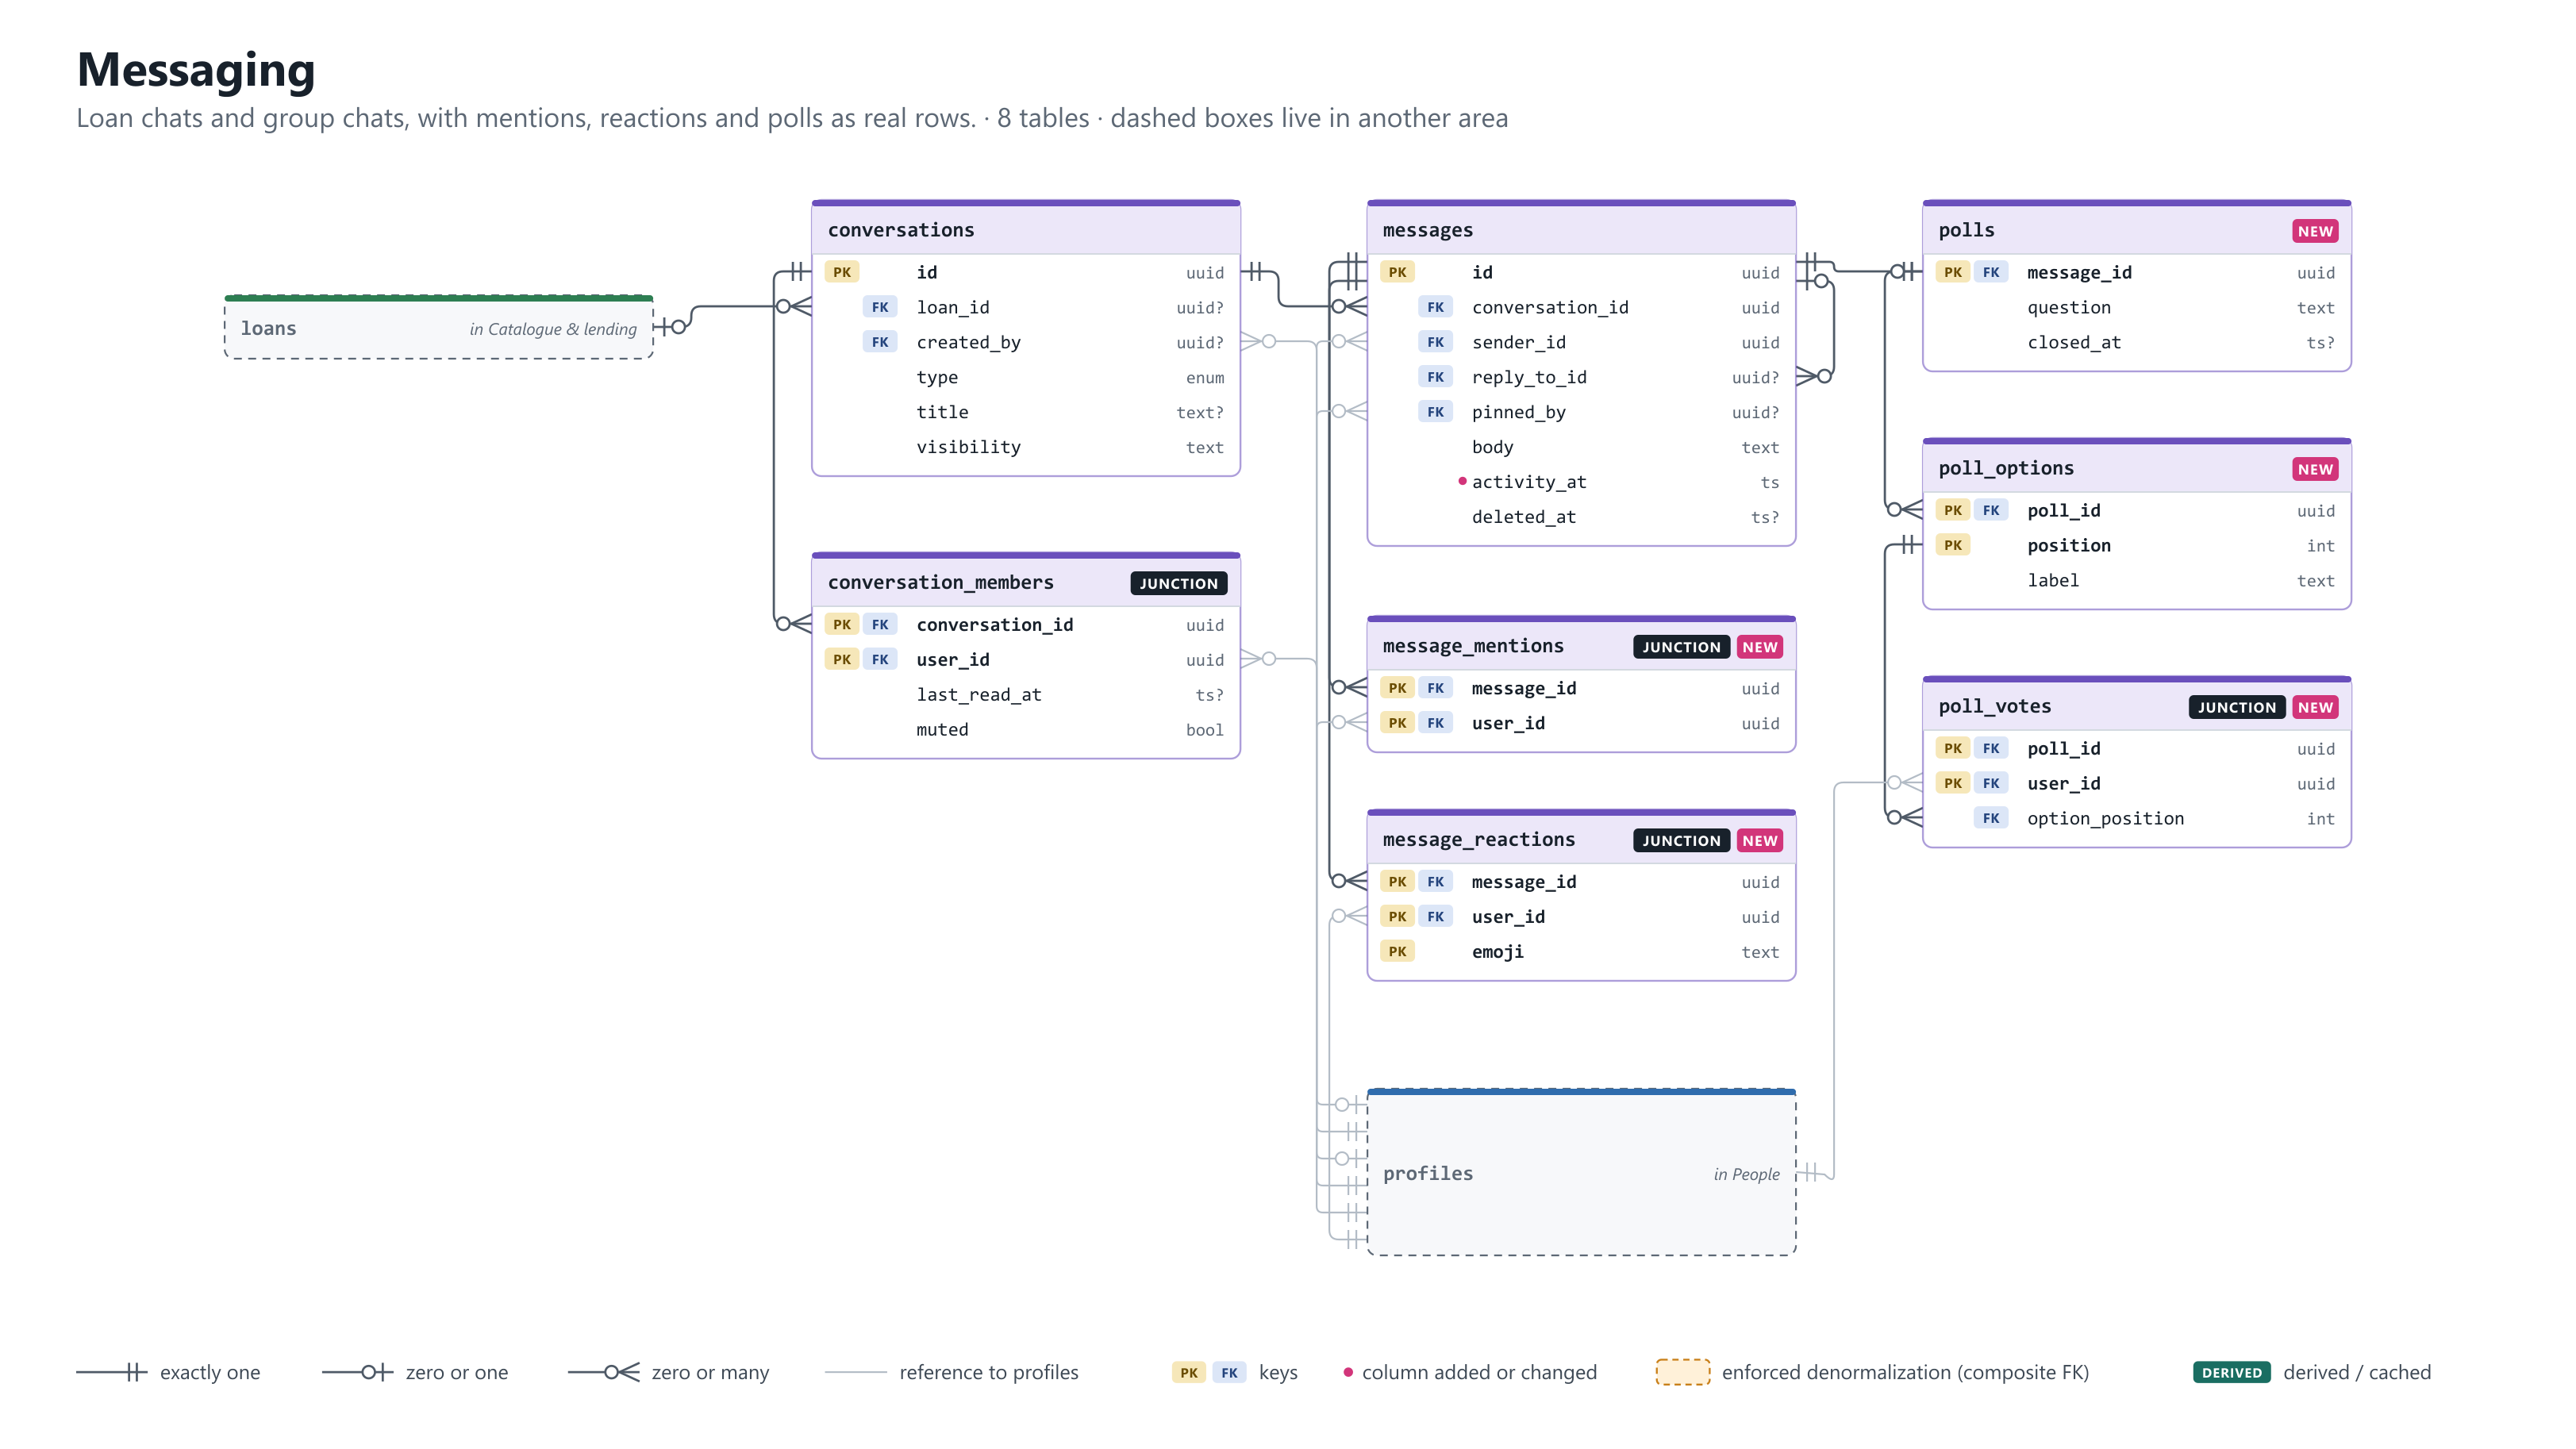 Messaging
Loan chats and group chats, with mentions, reactions and polls as real rows. · 8 tables · dashed boxes live in another area
loans in Catalogue & lending
conversations
PK id uuid
FK loan_id uuid?
FK created_by uuid?
type enum
title text?
visibility text
conversation_members JUNCTION
PK FK conversation_id uuid
PK FK user_id uuid
last_read_at ts?
muted bool
messages
PK id uuid
FK conversation_id uuid
FK sender_id uuid
FK reply_to_id uuid?
FK pinned_by uuid?
body text
activity_at ts
deleted_at ts?
message_mentions JUNCTION NEW
PK FK message_id uuid
PK FK user_id uuid
message_reactions JUNCTION NEW
PK FK message_id uuid
PK FK user_id uuid
PK emoji text
profiles in People
polls NEW
PK FK message_id uuid
question text
closed_at ts?
poll_options NEW
PK FK poll_id uuid
PK position int
label text
poll_votes JUNCTION NEW
PK FK poll_id uuid
PK FK user_id uuid
FK option_position int
exactly one
zero or one
zero or many
reference to profiles
PK FK keys
column added or changed
enforced denormalization (composite FK)
DERIVED derived / cached